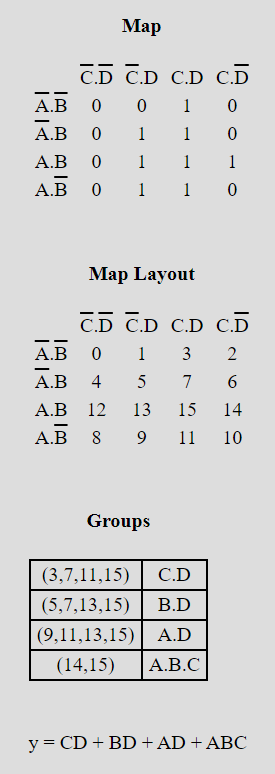 Map
C̅.D̅ C̅.D C.D C.D̅
A̅.B̅ 0 0 1 0
A̅.B 0 1 1 0
A.B 0 1 1 1
A.B̅ 0 1 1 0
Map Layout
C̅.D̅ C̅.D C.D C.D̅
A̅.B̅ 0 1 3 2
A̅.B 4 5 7 6
A.B 12 13 15 14
A.B̅ 8 9 11 10
Groups
(3,7,11,15) C.D
(5,7,13,15) B.D
(9,11,13,15) A.D
(14,15) A.B.C
y = CD + BD + AD + ABC